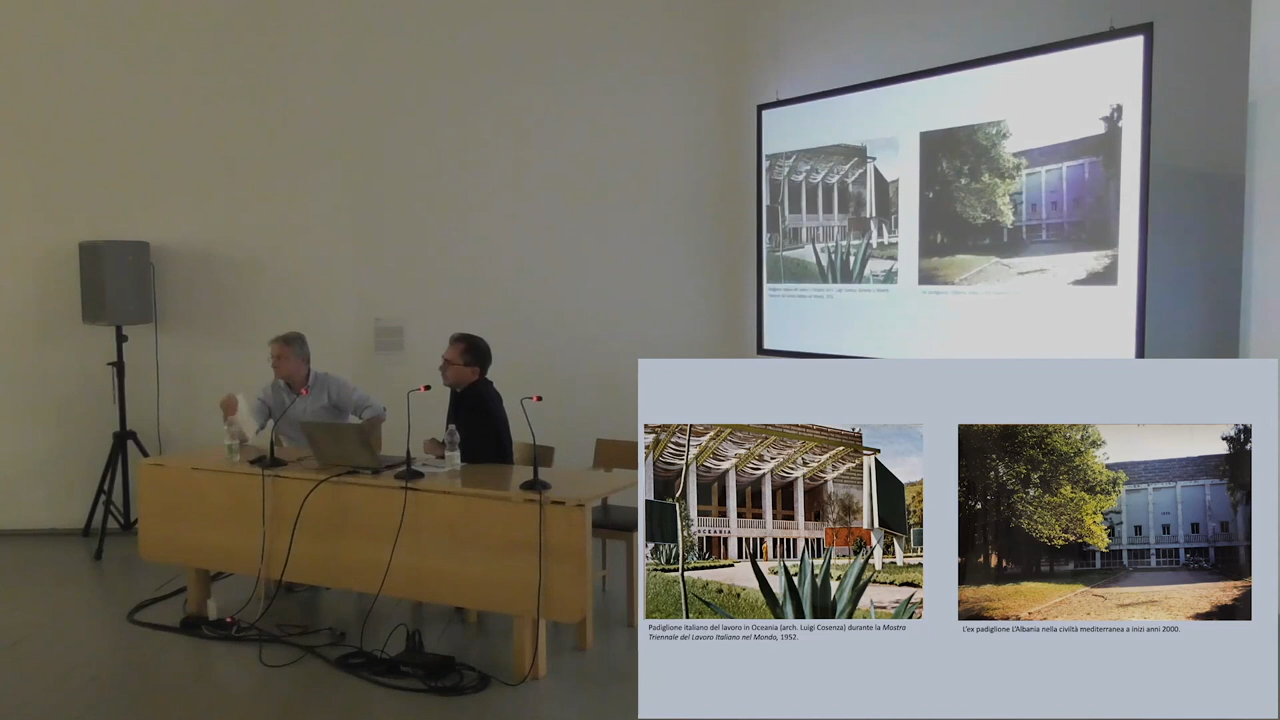 OCEANIA
Padiglione italiano del lavoro in Oceania (arch. Luigi Cosenza) durante la Mostra
Triennale del Lavoro Italiano nel Mondo, 1952.
L'ex padiglione L'Albania nella civiltà mediterranea a inizi anni 2000.